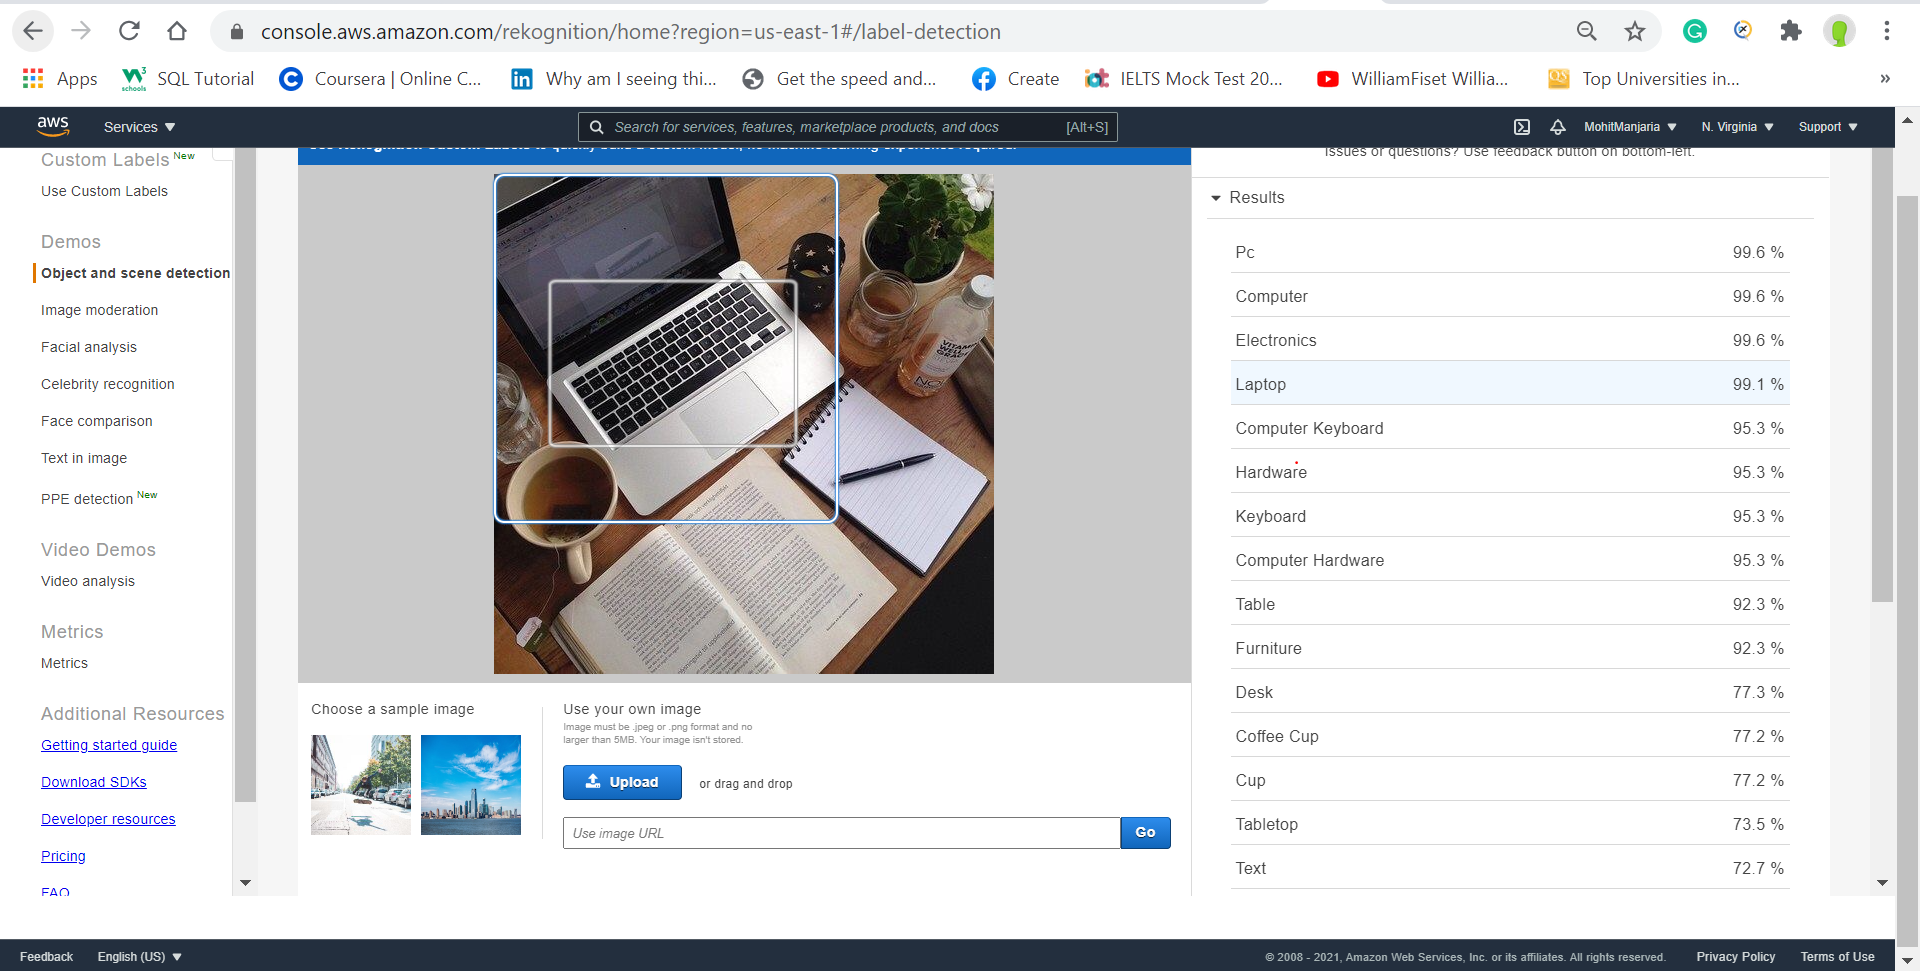 console.aws.amazon.com/rekognition/home?region=us-east-1#/label-detection
Apps
SQL Tutorial
Coursera | Online C...
Why am I seeing thi...
Get the speed and...
Create
IELTS Mock Test 20...
WilliamFiset Willia...
Top Universities in...
»
aws
Services
Search for services, features, marketplace products, and docs
[Alt+S]
MohitManjaria
N. Virginia
Support
Custom Labels New
Use Custom Labels
Demos
Object and scene detection
Image moderation
Facial analysis
Celebrity recognition
Face comparison
Text in image
PPE detection New
Video Demos
Video analysis
Metrics
Metrics
Additional Resources
Getting started guide
Download SDKs
Developer resources
Pricing
FAQ
Choose a sample image
Use your own image
Image must be .jpeg or .png format and no
larger than 5MB. Your image isn't stored.
Upload
or drag and drop
Use image URL
Go
Issues or questions? Use feedback button on bottom-left.
Results
Pc 99.6 %
Computer 99.6 %
Electronics 99.6 %
Laptop 99.1 %
Computer Keyboard 95.3 %
Hardware 95.3 %
Keyboard 95.3 %
Computer Hardware 95.3 %
Table 92.3 %
Furniture 92.3 %
Desk 77.3 %
Coffee Cup 77.2 %
Cup 77.2 %
Tabletop 73.5 %
Text 72.7 %
Feedback
English (US)
© 2008 - 2021, Amazon Web Services, Inc. or its affiliates. All rights reserved.
Privacy Policy
Terms of Use